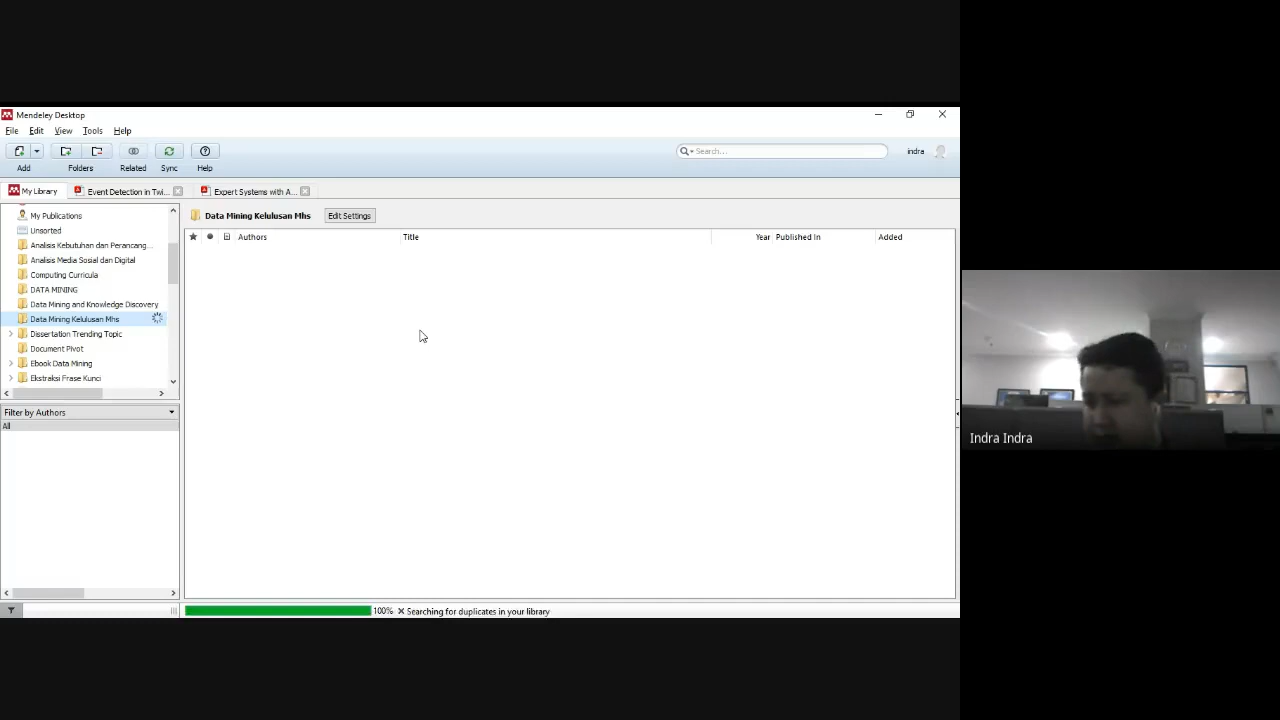 Mendeley Desktop
File Edit View Tools Help
Search...
indra
Add Folders Related Sync Help
My Library Event Detection in Twi... Expert Systems with A...
My Publications
Unsorted
Analisis Kebutuhan dan Perancang...
Analisis Media Sosial dan Digital
Computing Curricula
DATA MINING
Data Mining and Knowledge Discovery
Data Mining Kelulusan Mhs
Dissertation Trending Topic
Document Pivot
Ebook Data Mining
Ekstraksi Frase Kunci
Filter by Authors
All
Data Mining Kelulusan Mhs Edit Settings
Authors Title Year Published In Added
100% Searching for duplicates in your library
Indra Indra